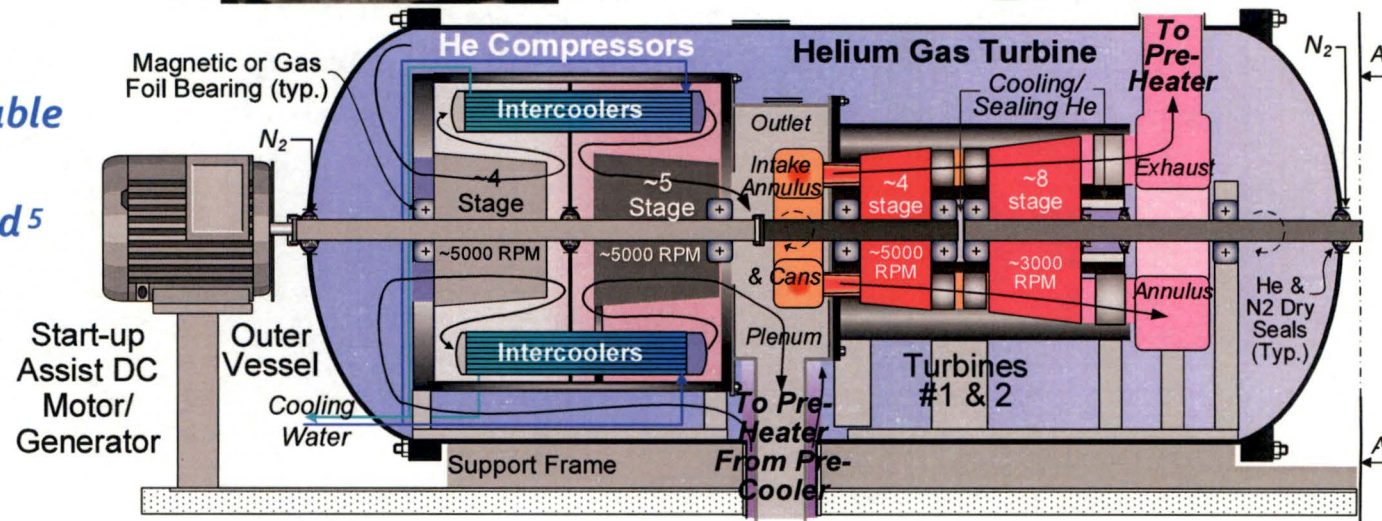 He Compressors
Helium Gas Turbine
To
Pre-
Heater
N2
A
Magnetic or Gas
Foil Bearing (typ.)
Cooling/
Sealing He
Intercoolers
Outlet
N2
Intake
Annulus
Exhaust
~4
Stage
~5
Stage
~4
stage
~8
stage
~5000 RPM
~5000 RPM
~5000
RPM
~3000
RPM
& Cans
Annulus
He &
N2 Dry
Seals
(Typ.)
Plenum
Intercoolers
Start-up
Assist DC
Motor/
Generator
Outer
Vessel
Turbines
#1 & 2
Cooling
Water
To Pre-
Heater
From Pre-
Cooler
Support Frame
A
able
d 5